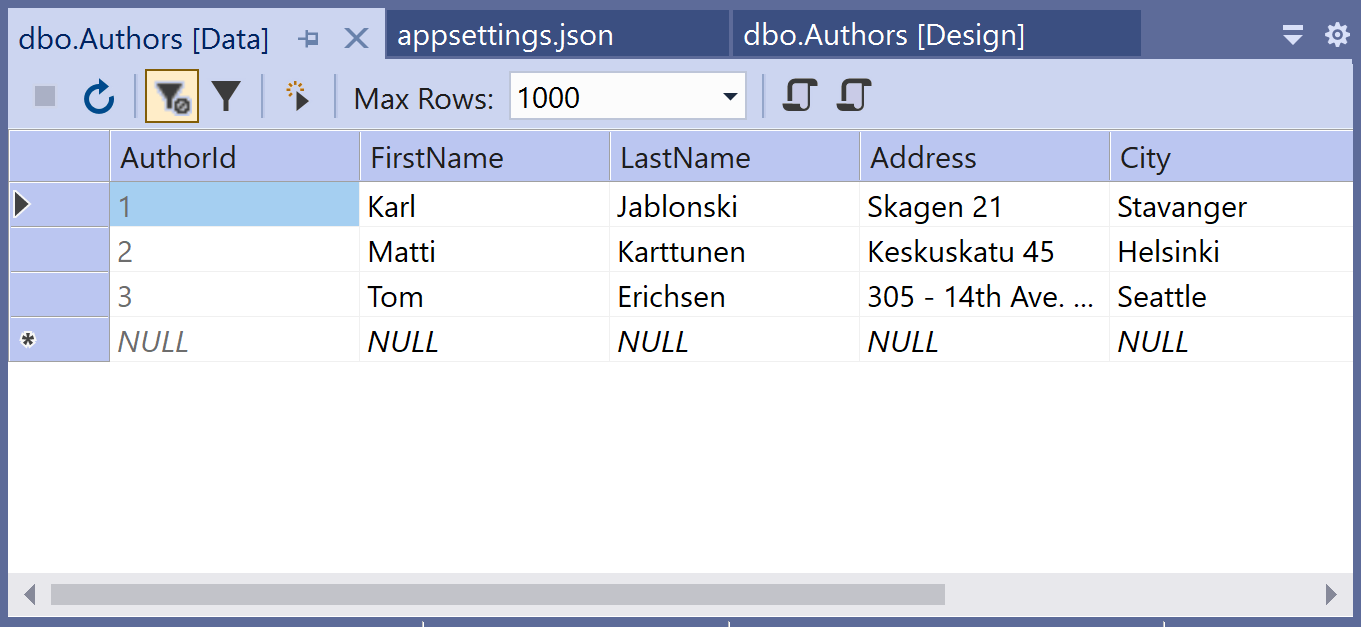 dbo.Authors [Data] appsettings.json dbo.Authors [Design]
Max Rows: 1000
AuthorId FirstName LastName Address City
1 Karl Jablonski Skagen 21 Stavanger
2 Matti Karttunen Keskuskatu 45 Helsinki
3 Tom Erichsen 305 - 14th Ave. ... Seattle
NULL NULL NULL NULL NULL